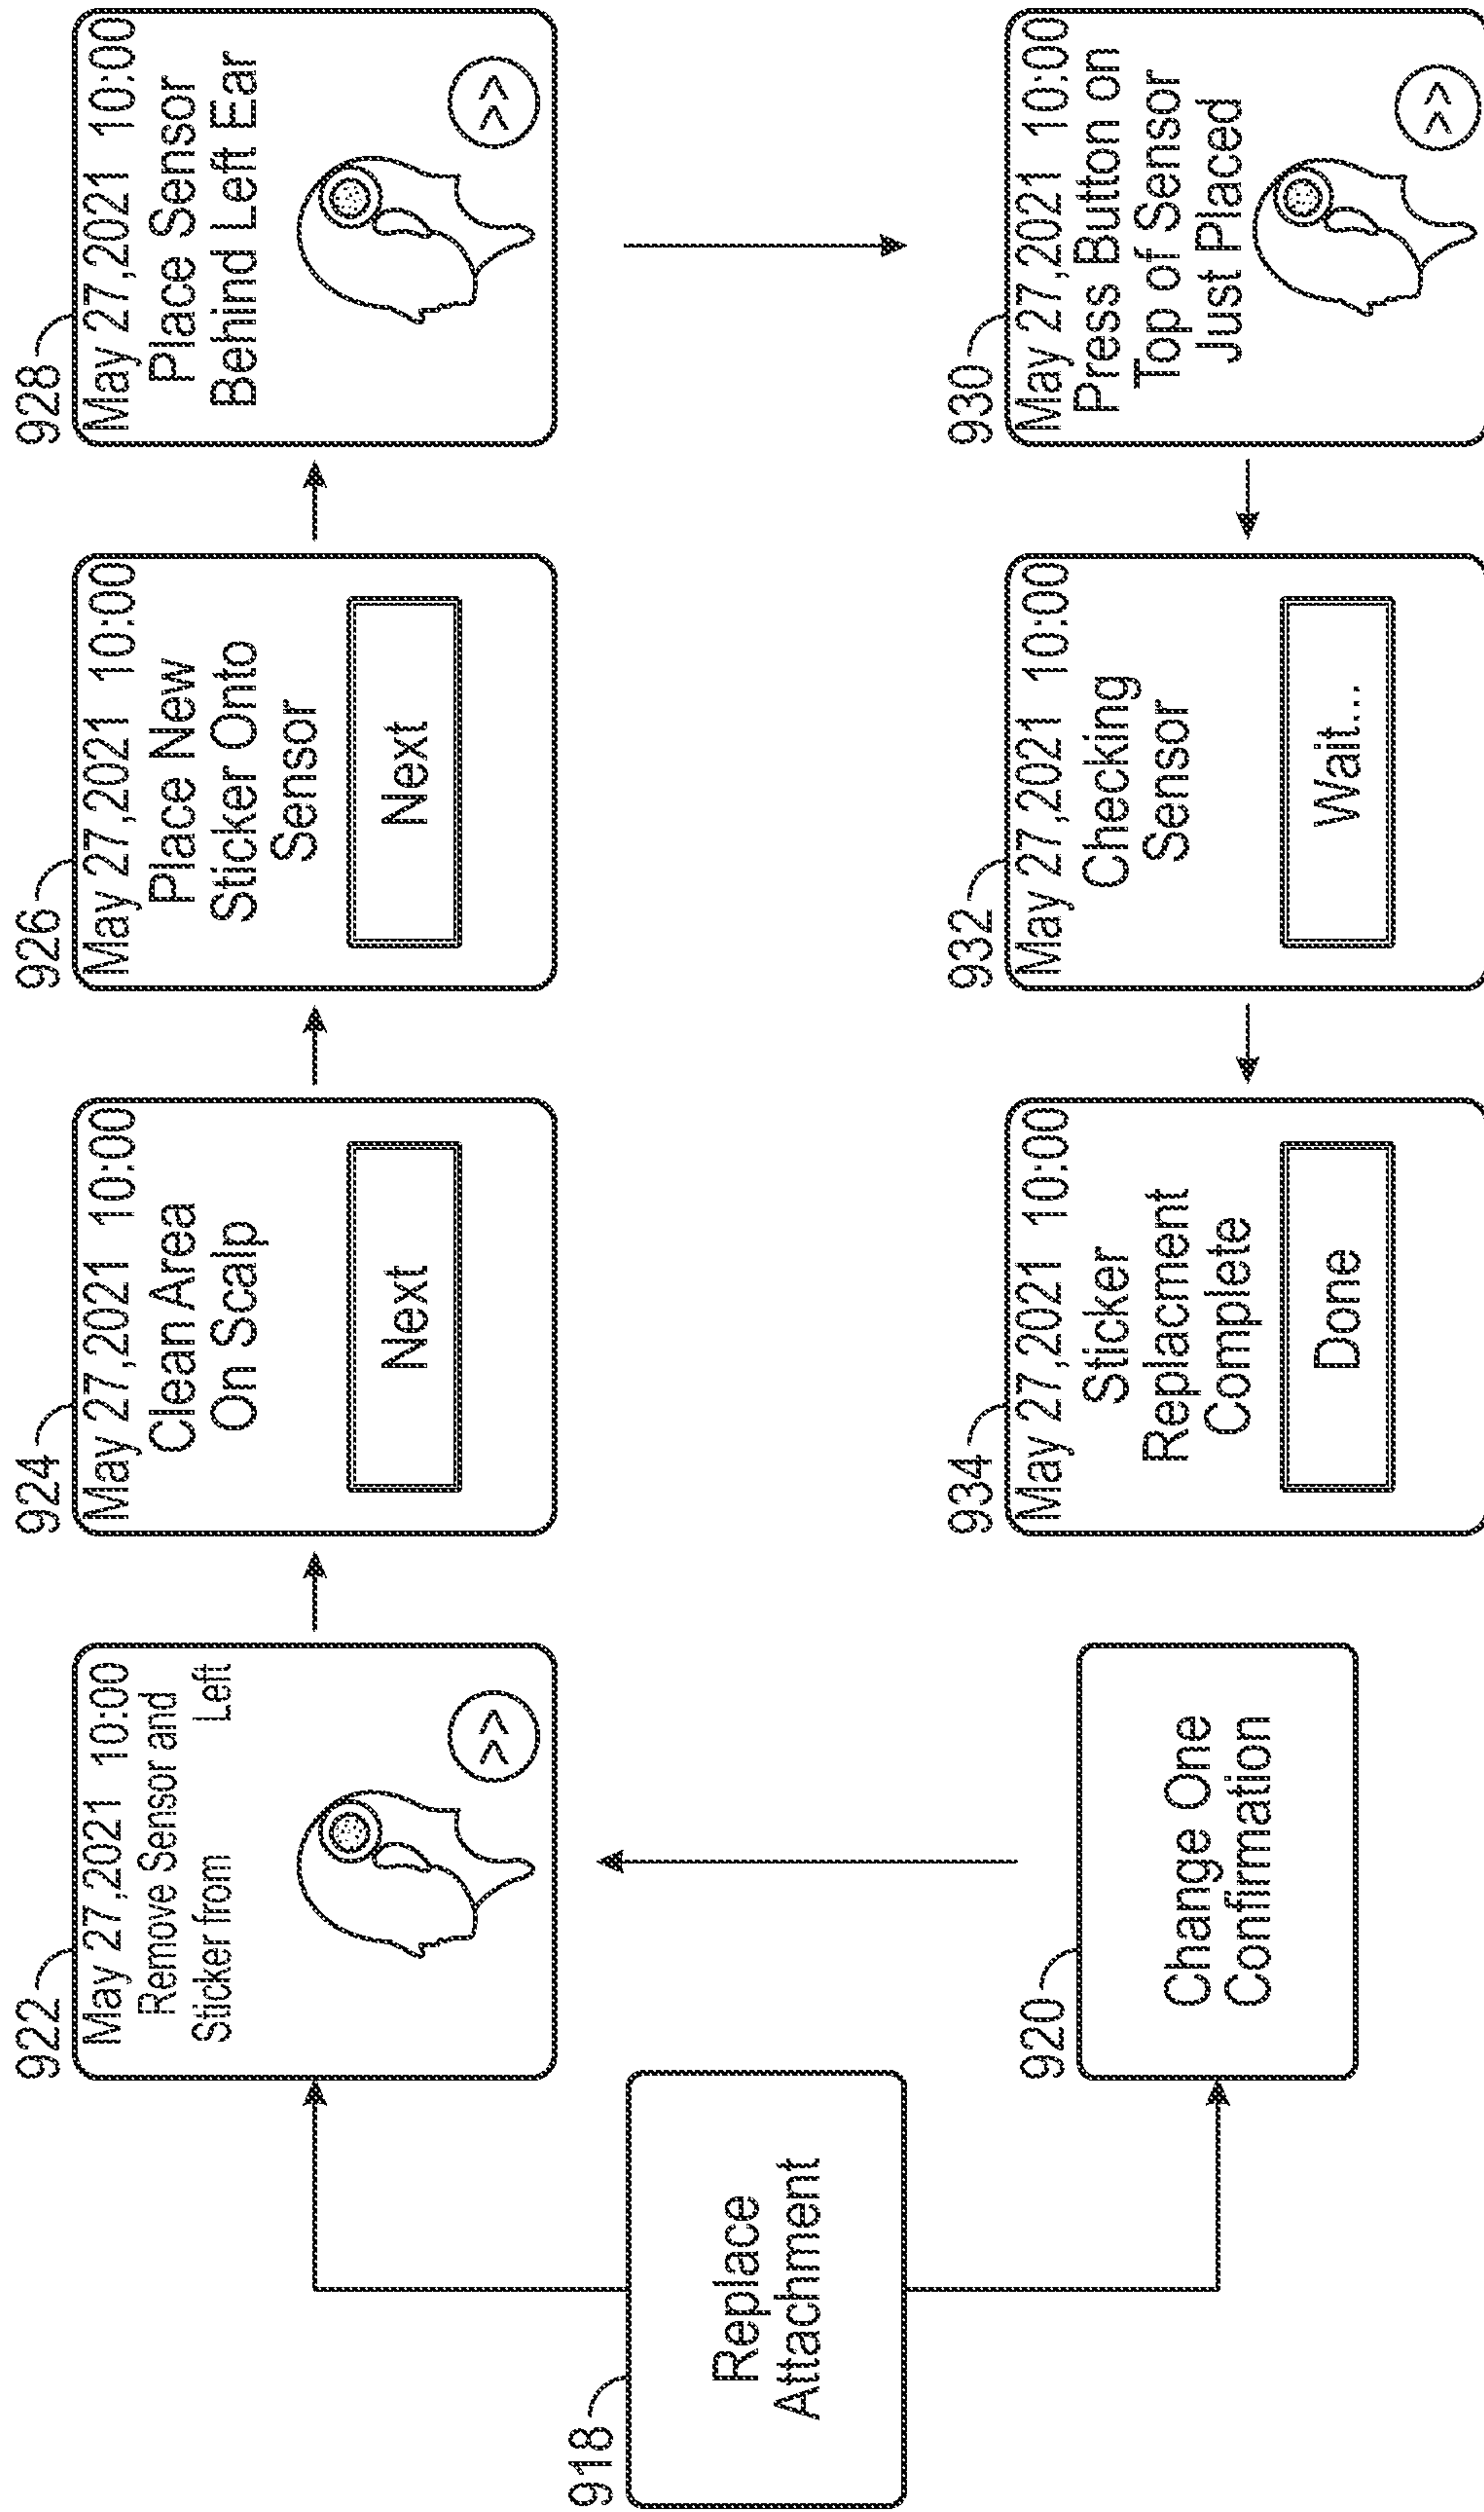 918
Replace
Attachment
920
Change One
Confirmation
922
May 27,2021 10:00
Remove Sensor and
Sticker from Left
>>
924
May 27,2021 10:00
Clean Area
On Scalp
Next
926
May 27,2021 10:00
Place New
Sticker Onto
Sensor
Next
928
May 27,2021 10:00
Place Sensor
Behind Left Ear
>>
930
May 27,2021 10:00
Press Button on
Top of Sensor
Just Placed
>>
932
May 27,2021 10:00
Checking
Sensor
Wait...
934
May 27,2021 10:00
Sticker
Replacment
Complete
Done